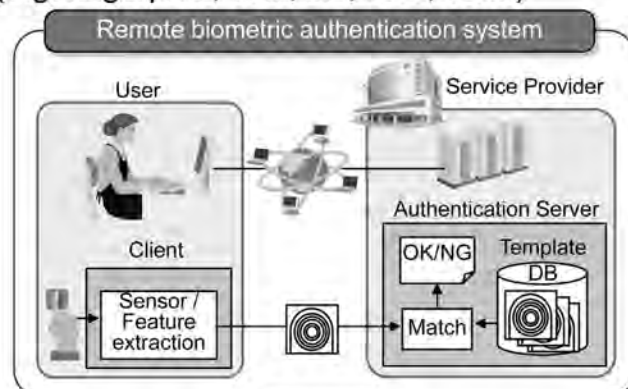 Remote biometric authentication system
User
Service Provider
Authentication Server
Client
OK/NG
Template
DB
Sensor /
Feature
extraction
Match